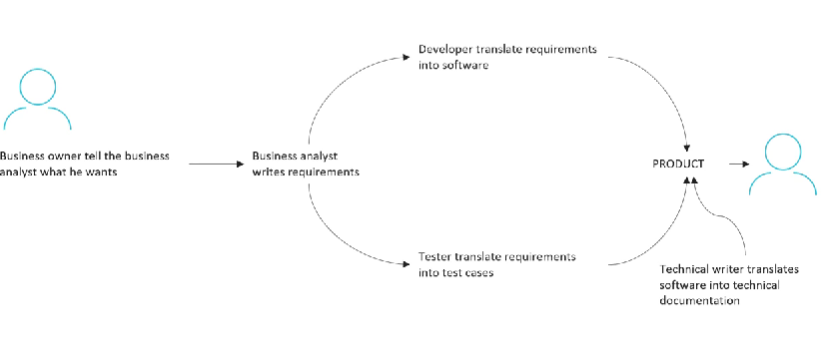 Developer translate requirements
into software
Business owner tell the business
analyst what he wants
Business analyst
writes requirements
PRODUCT
Tester translate requirements
into test cases
Technical writer translates
software into technical
documentation